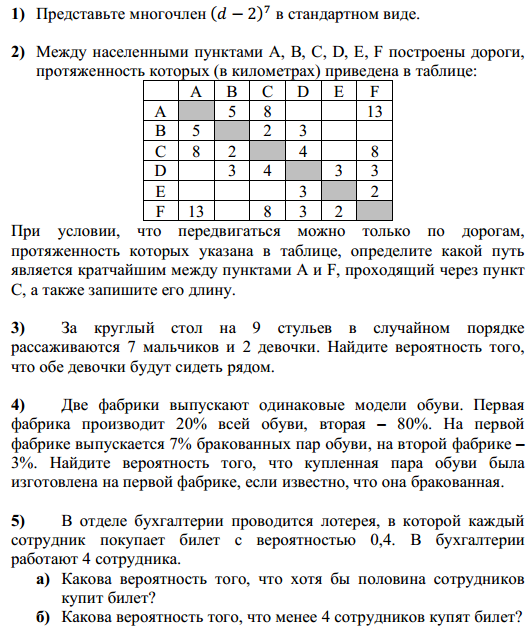 1) Представьте многочлен (𝑑 − 2)⁷ в стандартном виде.
2) Между населенными пунктами A, B, C, D, E, F построены дороги,
протяженность которых (в километрах) приведена в таблице:
A B C D E F
A 5 8 13
B 5 2 3
C 8 2 4 8
D 3 4 3 3
E 3 2
F 13 8 3 2
При условии, что передвигаться можно только по дорогам,
протяженность которых указана в таблице, определите какой путь
является кратчайшим между пунктами A и F, проходящий через пункт
C, а также запишите его длину.
3) За круглый стол на 9 стульев в случайном порядке
рассаживаются 7 мальчиков и 2 девочки. Найдите вероятность того,
что обе девочки будут сидеть рядом.
4) Две фабрики выпускают одинаковые модели обуви. Первая
фабрика производит 20% всей обуви, вторая – 80%. На первой
фабрике выпускается 7% бракованных пар обуви, на второй фабрике –
3%. Найдите вероятность того, что купленная пара обуви была
изготовлена на первой фабрике, если известно, что она бракованная.
5) В отделе бухгалтерии проводится лотерея, в которой каждый
сотрудник покупает билет с вероятностью 0,4. В бухгалтерии
работают 4 сотрудника.
а) Какова вероятность того, что хотя бы половина сотрудников
купит билет?
б) Какова вероятность того, что менее 4 сотрудников купят билет?